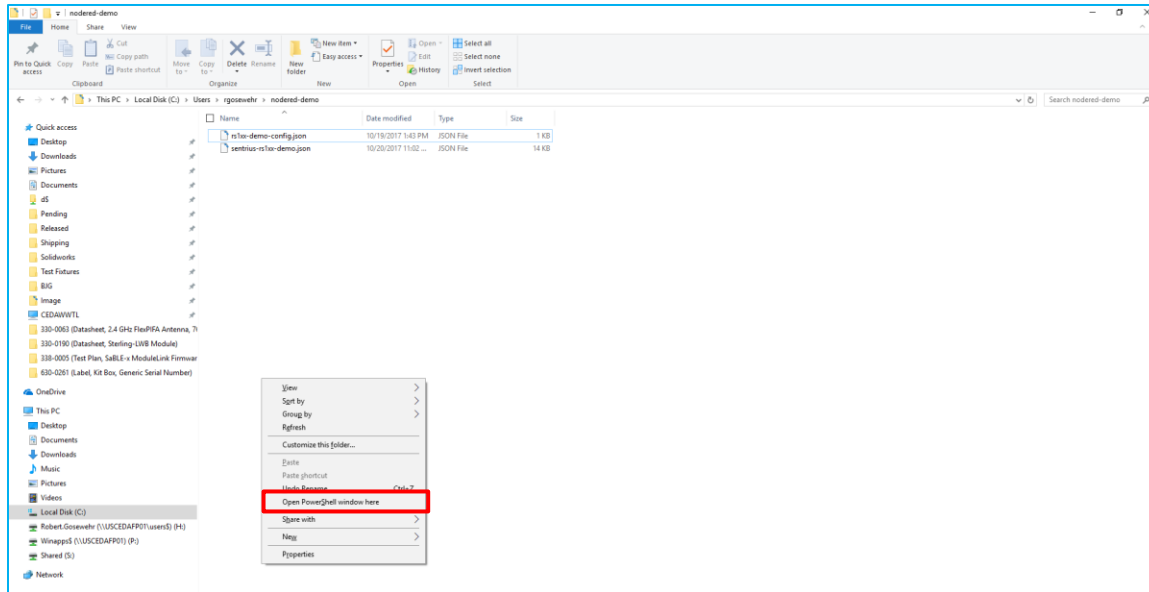 nodered-demo
File Home Share View
Pin to Quick access
Copy
Paste
Cut
Copy path
Paste shortcut
Clipboard
Move to
Copy to
Delete
Rename
Organize
New folder
New item
Easy access
New
Properties
Open
Edit
History
Open
Select all
Select none
Invert selection
Select
This PC > Local Disk (C:) > Users > rgosewehr > nodered-demo
Search nodered-demo
Name Date modified Type Size
rs1xx-demo-config.json 10/19/2017 1:43 PM JSON File 1 KB
sentrius-rs1xx-demo.json 10/20/2017 11:02 ... JSON File 14 KB
Quick access
Desktop
Downloads
Pictures
Documents
d$
Pending
Released
Shipping
Solidworks
Test Fixtures
BJG
Image
CEDAWWTL
330-0063 (Datasheet, 2.4 GHz FlexPIFA Antenna, 7
330-0190 (Datasheet, Sterling-LWB Module)
338-0005 (Test Plan, SaBLE-x ModuleLink Firmwar
630-0261 (Label, Kit Box, Generic Serial Number)
OneDrive
This PC
Desktop
Documents
Downloads
Music
Pictures
Videos
Local Disk (C:)
Robert.Gosewehr (\\USCEDAFP01\users$) (H:)
Winapps$ (\\USCEDAFP01) (P:)
Shared (S:)
Network
View
Sort by
Group by
Refresh
Customize this folder...
Paste
Paste shortcut
Undo Rename Ctrl+Z
Open PowerShell window here
Share with
New
Properties